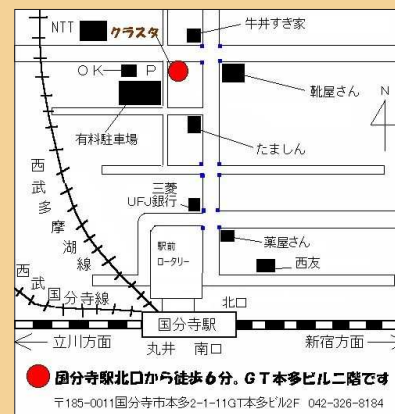 NTT
クラスタ
牛井すき家
OK
P
靴屋さん
N
有料駐車場
たましん
西武多摩湖線
三菱
UFJ銀行
駅前
ロータリー
薬屋さん
西友
西武国分寺線
北口
国分寺駅
立川方面
新宿方面
丸井 南口
国分寺駅北口から徒歩6分。GT本多ビル二階です
〒185-0011国分寺市本多2-1-11GT本多ビル2F 042-326-8184